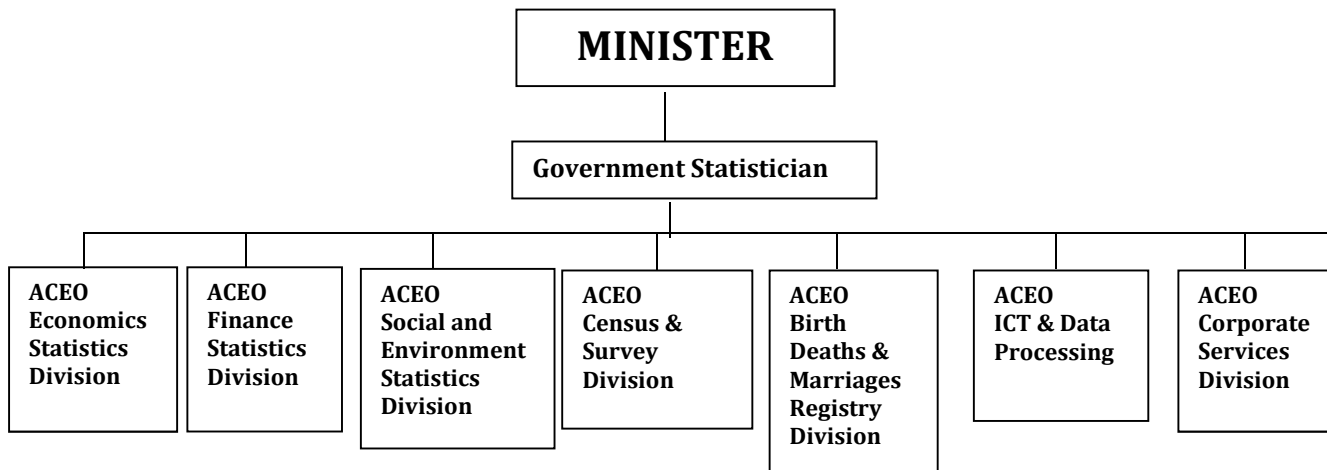 MINISTER
Government Statistician
ACEO
Economics
Statistics
Division
ACEO
Finance
Statistics
Division
ACEO
Social and
Environment
Statistics
Division
ACEO
Census &
Survey
Division
ACEO
Birth
Deaths &
Marriages
Registry
Division
ACEO
ICT & Data
Processing
ACEO
Corporate
Services
Division